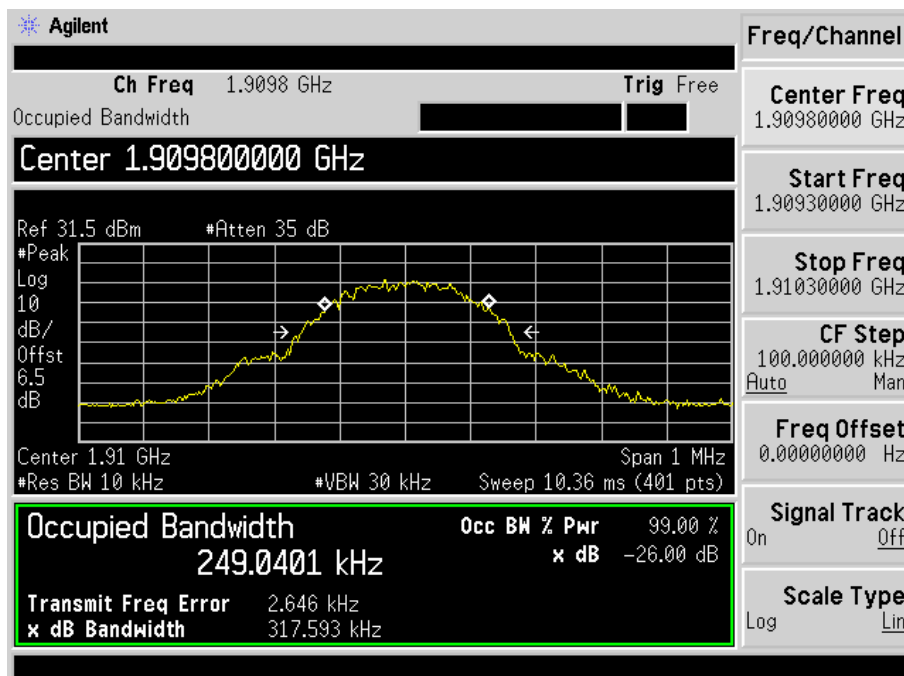 Agilent
Freq/Channel
Ch Freq 1.9098 GHz Trig Free
Occupied Bandwidth
Center 1.909800000 GHz
Ref 31.5 dBm #Atten 35 dB
#Peak
Log
10
dB/
Offst
6.5
dB
Center 1.91 GHz Span 1 MHz
#Res BW 10 kHz #VBW 30 kHz Sweep 10.36 ms (401 pts)
Occupied Bandwidth Occ BW % Pwr 99.00 %
249.0401 kHz x dB -26.00 dB
Transmit Freq Error 2.646 kHz
x dB Bandwidth 317.593 kHz
Center Freq
1.90980000 GHz
Start Freq
1.90930000 GHz
Stop Freq
1.91030000 GHz
CF Step
100.000000 kHz
Auto Man
Freq Offset
0.00000000 Hz
Signal Track
On Off
Scale Type
Log Lin